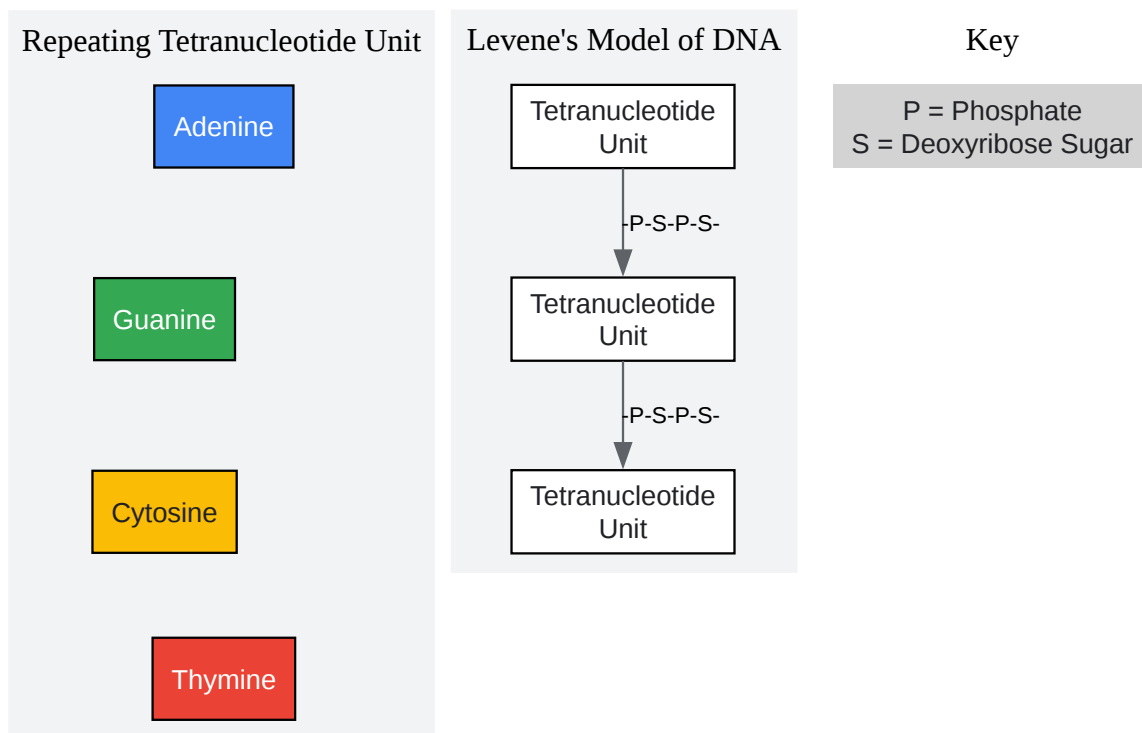 Repeating Tetranucleotide Unit
Adenine
Guanine
Cytosine
Thymine
Levene's Model of DNA
Tetranucleotide
Unit
-P-S-P-S-
Tetranucleotide
Unit
-P-S-P-S-
Tetranucleotide
Unit
Key
P = Phosphate
S = Deoxyribose Sugar